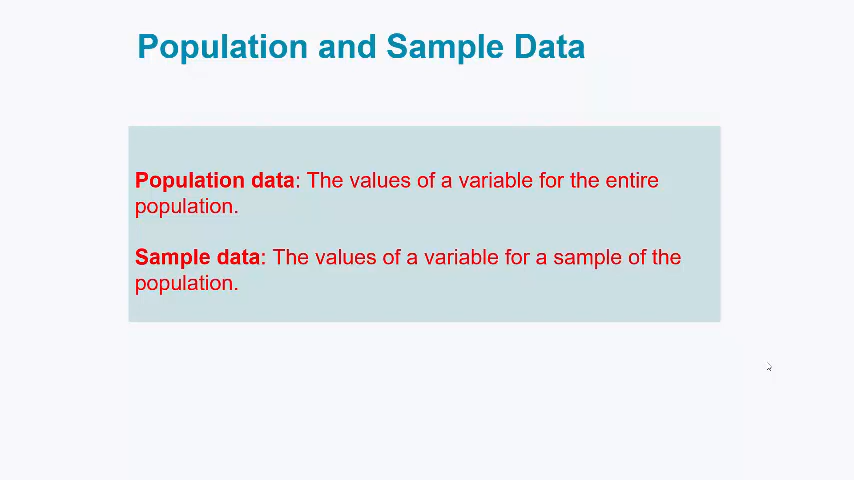 Population and Sample Data
Population data: The values of a variable for the entire
population.
Sample data: The values of a variable for a sample of the
population.